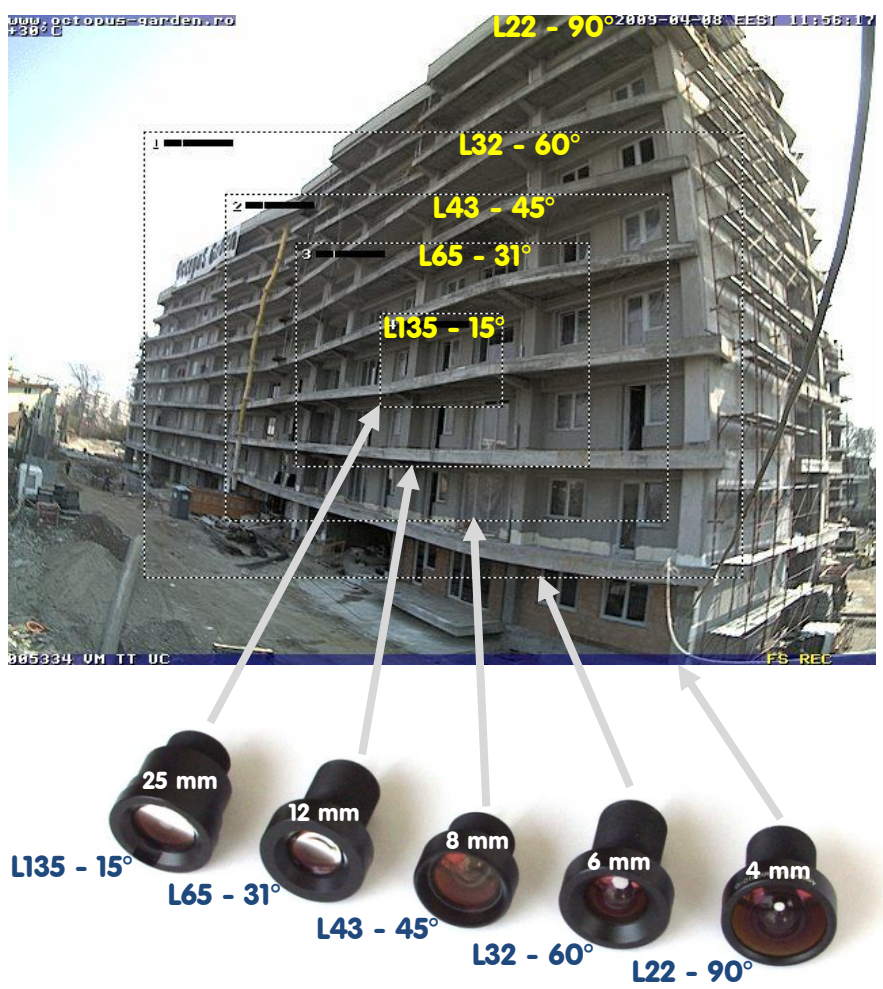 www.octopus-garden.ro
2009-04-08 EEST 11:56:17
+30°C
L22 - 90°
1
L32 - 60°
2
L43 - 45°
3
L65 - 31°
L135 - 15°
005334 VM TT UC
FS REC
25 mm
12 mm
8 mm
6 mm
4 mm
L135 - 15°
L65 - 31°
L43 - 45°
L32 - 60°
L22 - 90°